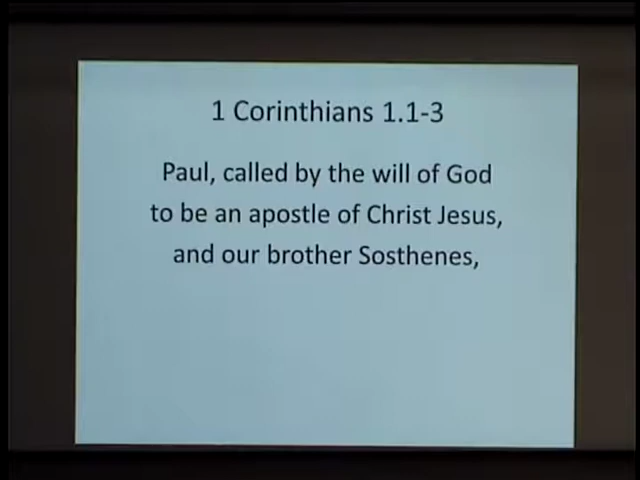 1 Corinthians 1.1-3
Paul, called by the will of God
to be an apostle of Christ Jesus,
and our brother Sosthenes,